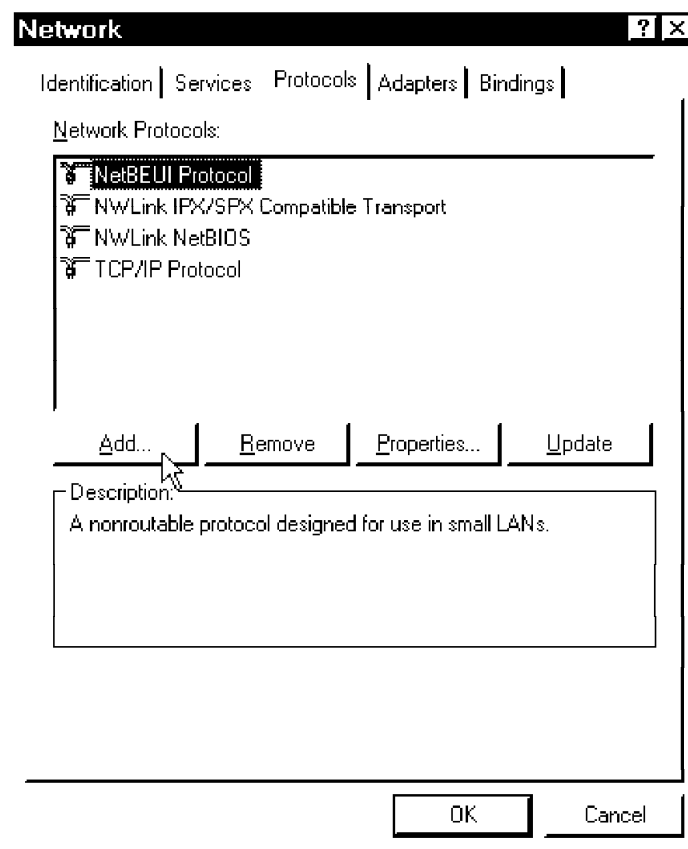 Network
Identification Services Protocols Adapters Bindings
Network Protocols:
NetBEUI Protocol
NWLink IPX/SPX Compatible Transport
NWLink NetBIOS
TCP/IP Protocol
Add... Remove Properties... Update
Description:
A nonroutable protocol designed for use in small LANs.
OK Cancel